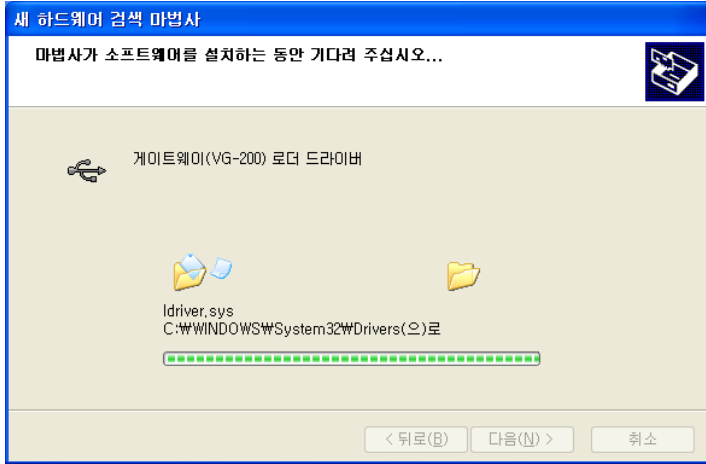 새 하드웨어 검색 마법사
마법사가 소프트웨어를 설치하는 동안 기다려 주십시오...
게이트웨이(VG-200) 로더 드라이버
ldriver.sys
C:₩WINDOWS₩System32₩Drivers(으)로
< 뒤로(B)
다음(N) >
취소